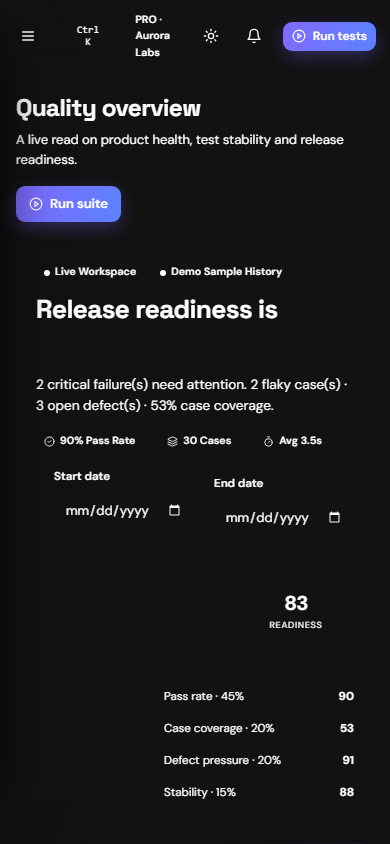 Ctrl
K
PRO ·
Aurora
Labs
Run tests
Quality overview
A live read on product health, test stability and release
readiness.
Run suite
Live Workspace
Demo Sample History
Release readiness is
2 critical failure(s) need attention. 2 flaky case(s) ·
3 open defect(s) · 53% case coverage.
90% Pass Rate
30 Cases
Avg 3.5s
Start date
End date
mm/dd/yyyy
mm/dd/yyyy
83
READINESS
Pass rate · 45% 90
Case coverage · 20% 53
Defect pressure · 20% 91
Stability · 15% 88